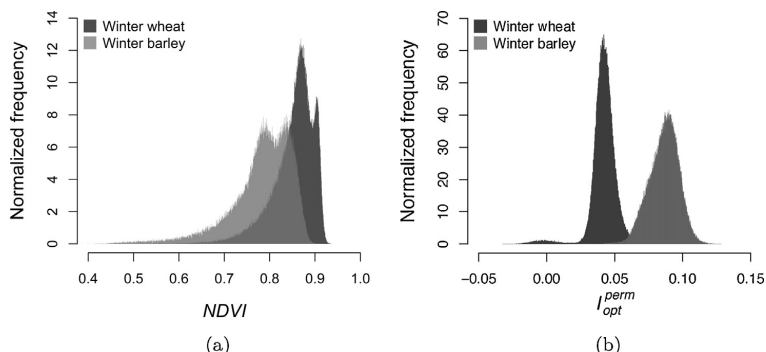 Winter wheat
Winter barley
Normalized frequency
14
12
10
8
6
4
2
0
0.4 0.5 0.6 0.7 0.8 0.9 1.0
NDVI
(a)
Winter wheat
Winter barley
Normalized frequency
70
60
50
40
30
20
10
0
−0.05 0.00 0.05 0.10 0.15
I_opt^perm
(b)